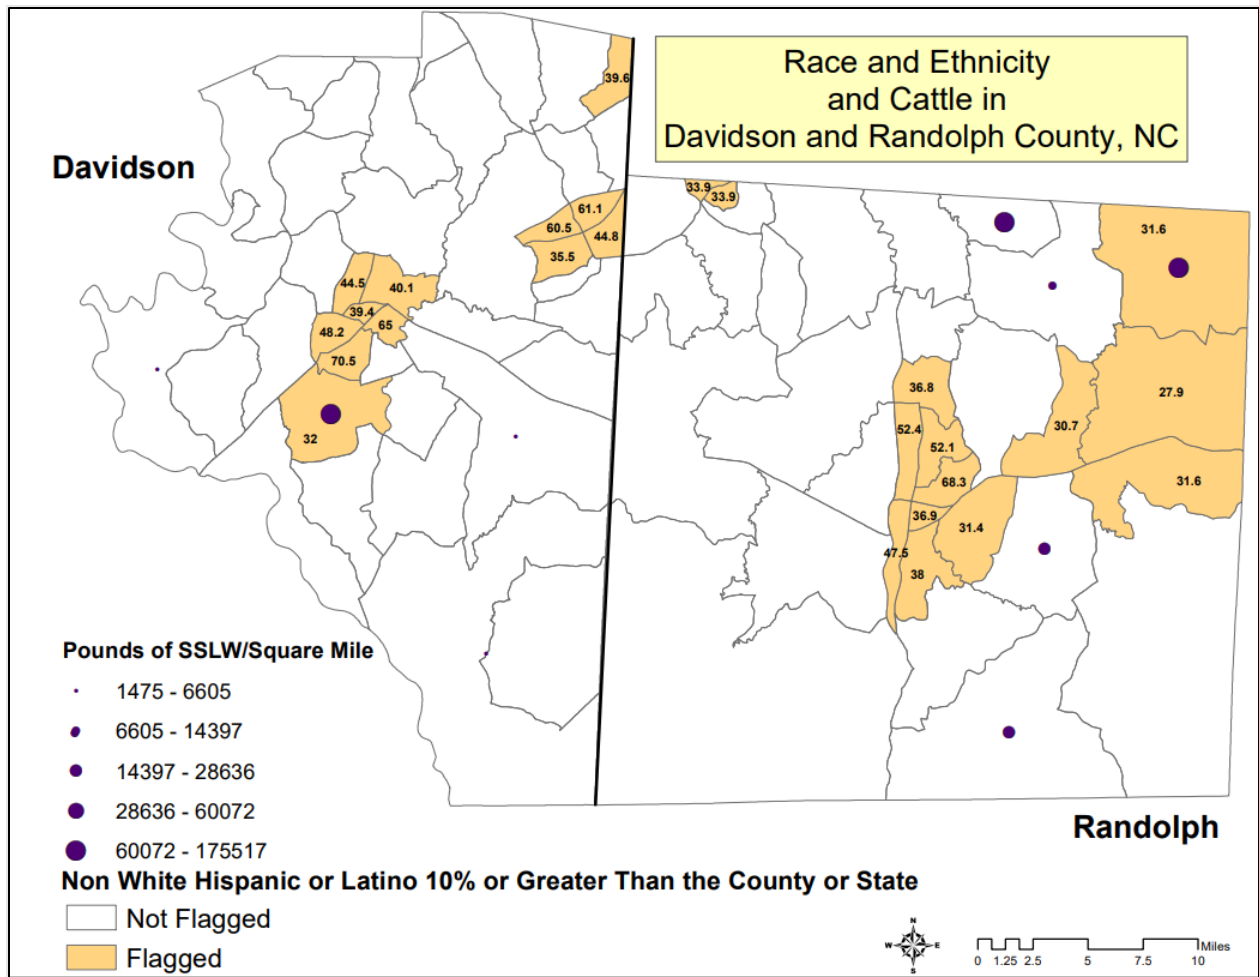 Race and Ethnicity
and Cattle in
Davidson and Randolph County, NC
Davidson
39.6
61.1
60.5
44.8
35.5
44.5
40.1
39.4
65
48.2
70.5
32
33.9
33.9
31.6
27.9
36.8
30.7
52.4
52.1
68.3
31.6
36.9
31.4
47.5
38
Randolph
Pounds of SSLW/Square Mile
1475 - 6605
6605 - 14397
14397 - 28636
28636 - 60072
60072 - 175517
Non White Hispanic or Latino 10% or Greater Than the County or State
Not Flagged
Flagged
N
W E
S
Miles
0 1.25 2.5 5 7.5 10